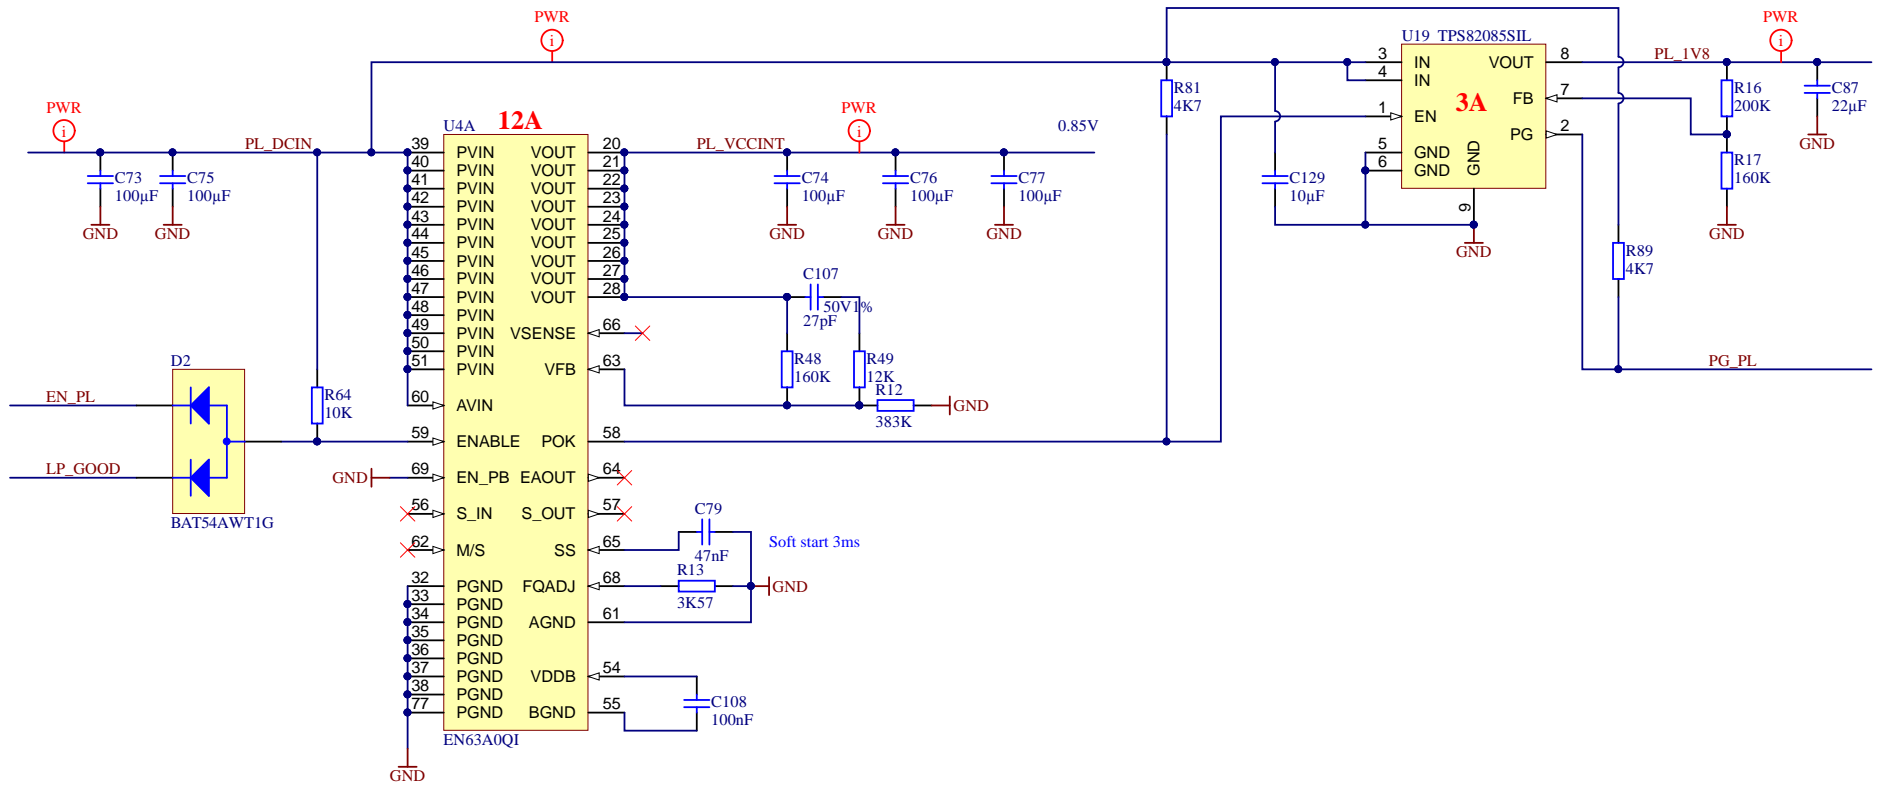 PWR
i
PWR
i
PWR
i
PWR
i
U19 TPS82085SIL
3A
3
IN
4
IN
1
EN
5
GND
6
GND
GND
9
VOUT
8
FB
7
PG
2
PL_1V8
R16
200K
R17
160K
GND
C87
22µF
GND
R81
4K7
C129
10µF
GND
R89
4K7
PG_PL
PL_DCIN
C73
100µF
GND
C75
100µF
GND
U4A
12A
39
PVIN
40
PVIN
41
PVIN
42
PVIN
43
PVIN
44
PVIN
45
PVIN
46
PVIN
47
PVIN
48
PVIN
49
PVIN
50
PVIN
51
PVIN
60
AVIN
59
ENABLE
69
EN_PB
56
S_IN
62
M/S
32
PGND
33
PGND
34
PGND
35
PGND
36
PGND
37
PGND
38
PGND
77
PGND
VOUT
20
VOUT
21
VOUT
22
VOUT
23
VOUT
24
VOUT
25
VOUT
26
VOUT
27
VOUT
28
VSENSE
66
VFB
63
POK
58
EAOUT
64
S_OUT
57
SS
65
FQADJ
68
AGND
61
VDDB
54
BGND
55
EN63A0QI
GND
GND
PL_VCCINT
0.85V
C74
100µF
GND
C76
100µF
GND
C77
100µF
GND
C107
50V1%
27pF
R48
160K
R49
12K
R12
383K
GND
D2
BAT54AWT1G
EN_PL
LP_GOOD
R64
10K
C79
47nF
Soft start 3ms
R13
3K57
GND
C108
100nF